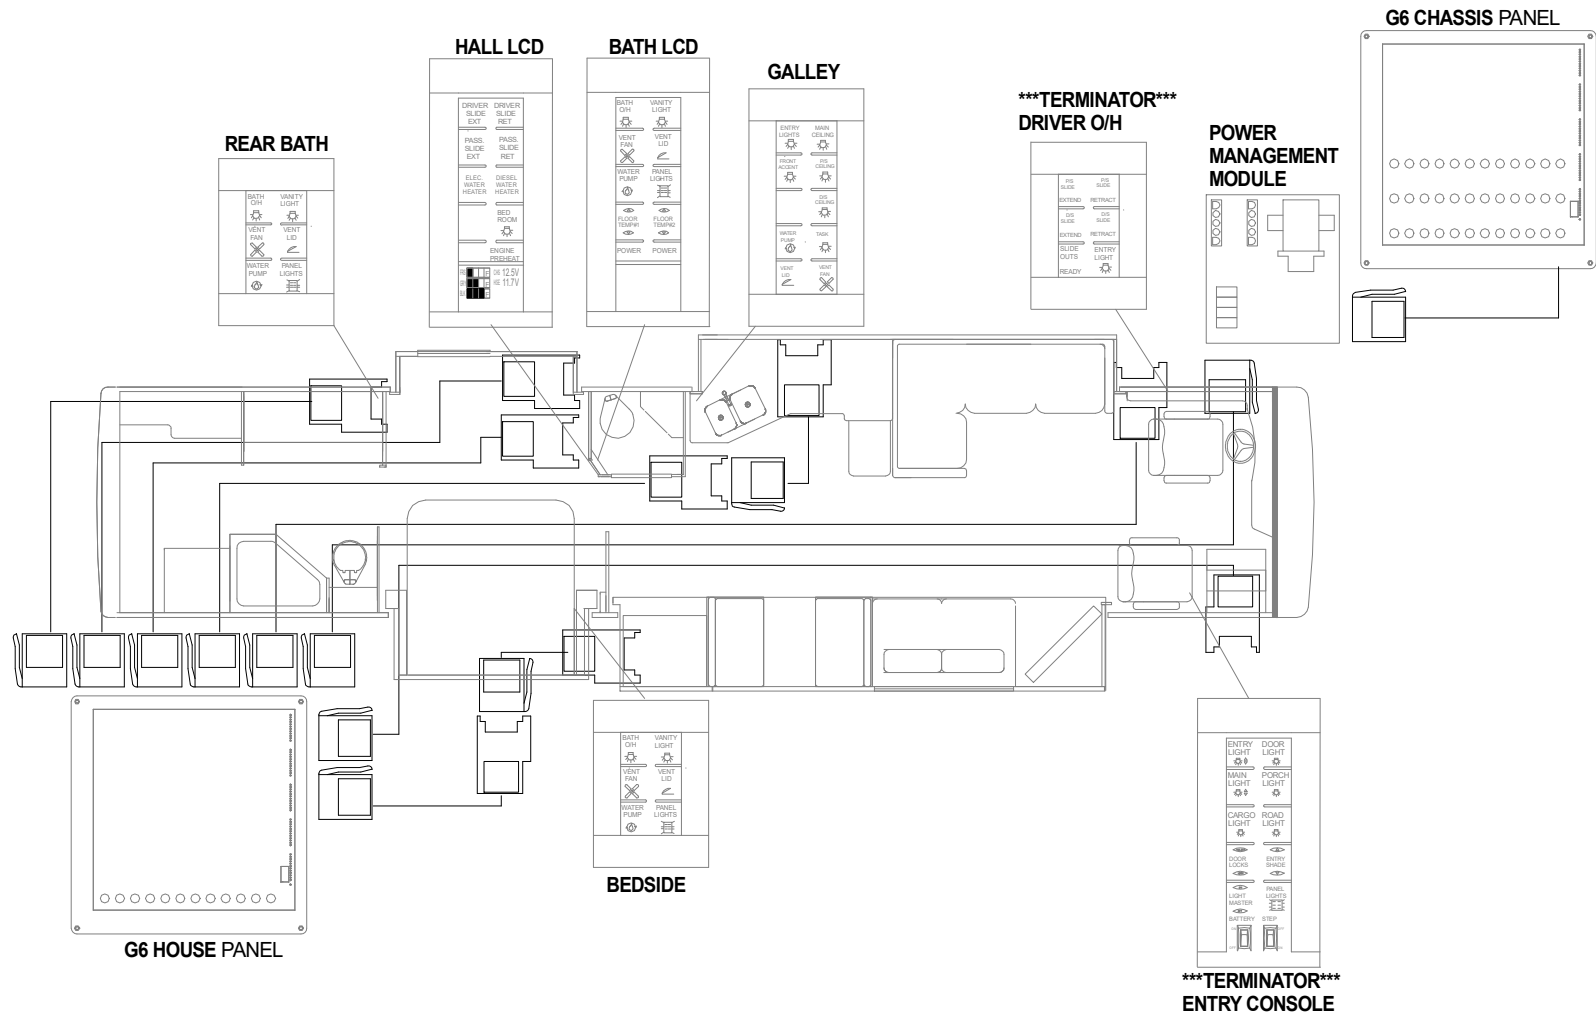 G6 CHASSIS PANEL
HALL LCD
BATH LCD
GALLEY
***TERMINATOR***
DRIVER O/H
POWER
MANAGEMENT
MODULE
REAR BATH
BATH O/H
VANITY LIGHT
VENT FAN
VENT LID
WATER PUMP
PANEL LIGHTS
DRIVER SLIDE EXT
DRIVER SLIDE RET
PASS. SLIDE EXT
PASS. SLIDE RET
ELEC. WATER HEATER
DIESEL WATER HEATER
BED ROOM
ENGINE PREHEAT
12.5V
11.7V
BATH O/H
VANITY LIGHT
VENT FAN
VENT LID
WATER PUMP
PANEL LIGHTS
FLOOR TEMP#1
FLOOR TEMP#2
POWER
POWER
ENTRY LIGHTS
MAIN CEILING
FRONT ACCENT
P/S CEILING
D/S CEILING
WATER PUMP
TASK
VENT LID
VENT FAN
P/S SLIDE EXTEND
P/S SLIDE RETRACT
D/S SLIDE EXTEND
D/S SLIDE RETRACT
SLIDE OUTS READY
ENTRY LIGHT
BATH O/H
VANITY LIGHT
VENT FAN
VENT LID
WATER PUMP
PANEL LIGHTS
BEDSIDE
ENTRY LIGHT
DOOR LIGHT
MAIN LIGHT
PORCH LIGHT
CARGO LIGHT
ROAD LIGHT
DOOR LOCKS
ENTRY SHADE
LIGHT MASTER
PANEL LIGHTS
BATTERY
STEP
G6 HOUSE PANEL
***TERMINATOR***
ENTRY CONSOLE